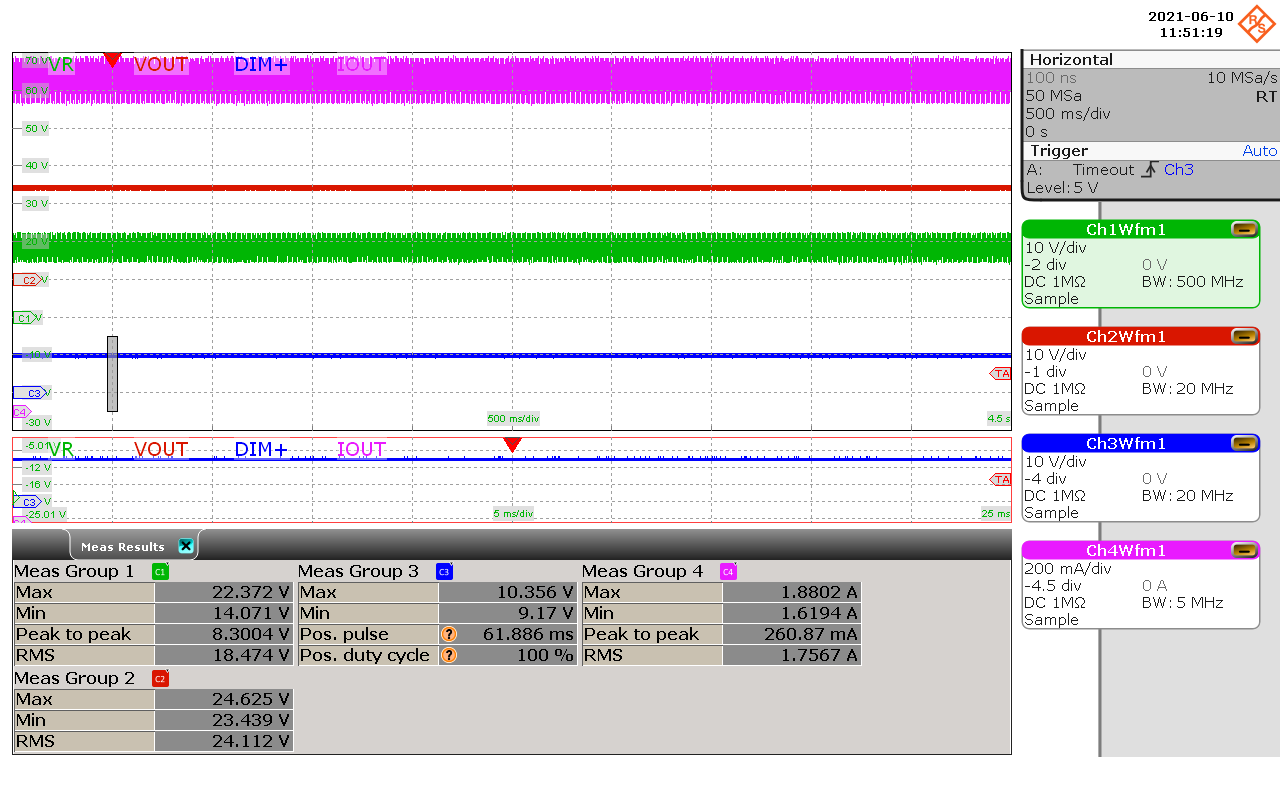 2021-06-10
11:51:19
R S
VR VOUT DIM+ IOUT
70 V
60 V
50 V
40 V
30 V
20 V
C2 V
C1 V
-10 V
C3 V
C4
-30 V
500 ms/div
4.5 s
TA
VR VOUT DIM+ IOUT
-5.01
-12 V
-16 V
C3 V
-25.01 V
C4
5 ms/div
25 ms
TA
Horizontal
100 ns 10 MSa/s
50 MSa RT
500 ms/div
0 s
Trigger Auto
A: Timeout Ch3
Level: 5 V
Ch1Wfm1
10 V/div
-2 div 0 V
DC 1MΩ BW: 500 MHz
Sample
Ch2Wfm1
10 V/div
-1 div 0 V
DC 1MΩ BW: 20 MHz
Sample
Ch3Wfm1
10 V/div
-4 div 0 V
DC 1MΩ BW: 20 MHz
Sample
Ch4Wfm1
200 mA/div
-4.5 div 0 A
DC 1MΩ BW: 5 MHz
Sample
Meas Results
Meas Group 1 C1
Max 22.372 V
Min 14.071 V
Peak to peak 8.3004 V
RMS 18.474 V
Meas Group 3 C3
Max 10.356 V
Min 9.17 V
Pos. pulse ? 61.886 ms
Pos. duty cycle ? 100 %
Meas Group 4 C4
Max 1.8802 A
Min 1.6194 A
Peak to peak 260.87 mA
RMS 1.7567 A
Meas Group 2 C2
Max 24.625 V
Min 23.439 V
RMS 24.112 V